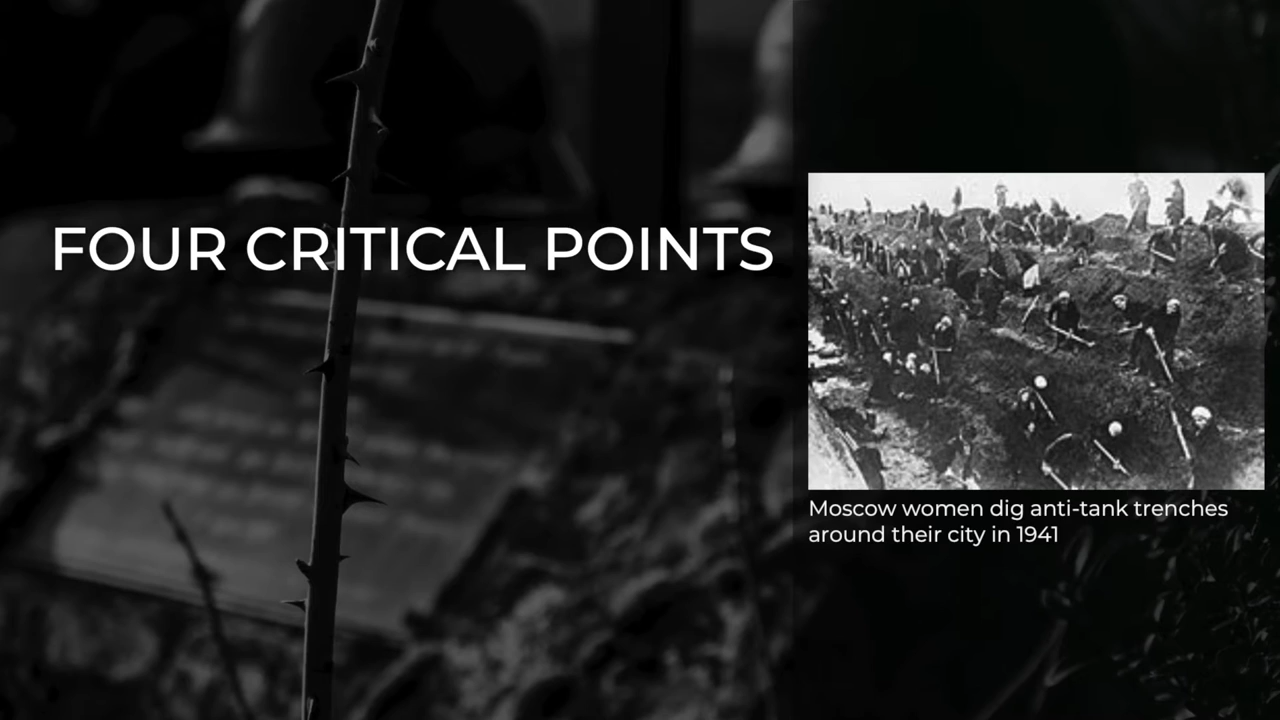 FOUR CRITICAL POINTS
Moscow women dig anti-tank trenches
around their city in 1941